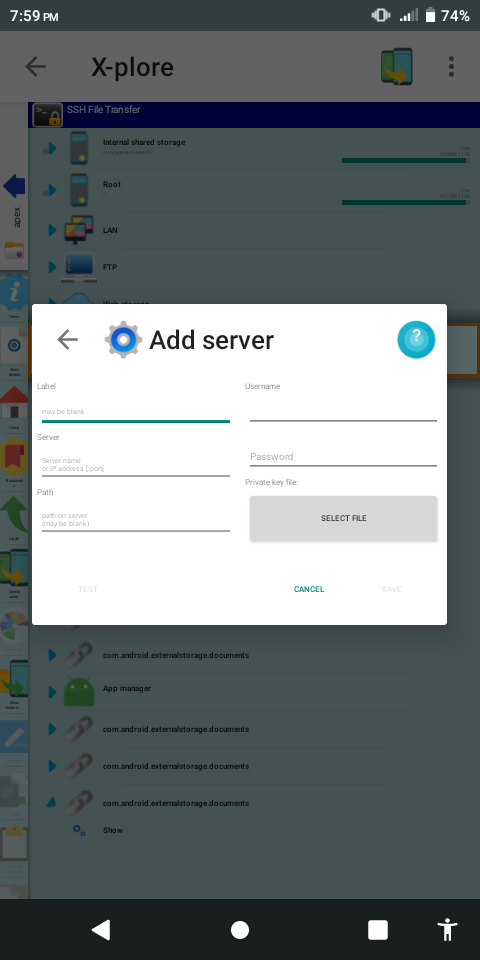 7:59 PM
74%
X-plore
SSH File Transfer
Internal shared storage
Root
LAN
FTP
apex
Add server
Label
may be blank
Server
Server name
or IP address [:port]
Path
path on server
(may be blank)
Username
Password
Private key file:
SELECT FILE
TEST
CANCEL
SAVE
com.android.externalstorage.documents
App manager
com.android.externalstorage.documents
com.android.externalstorage.documents
com.android.externalstorage.documents
Show